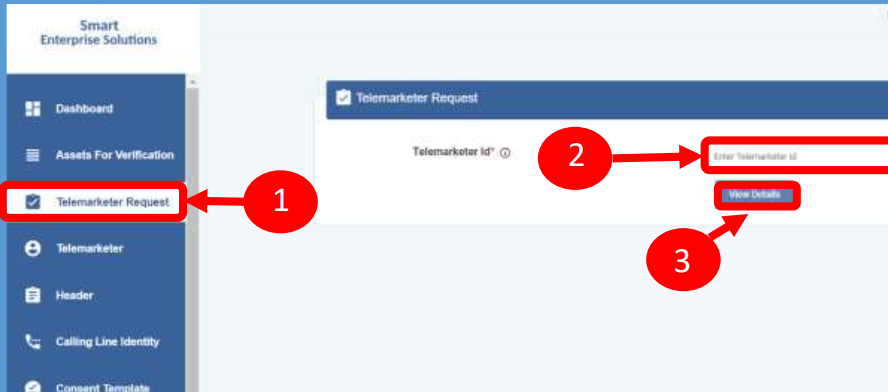 Smart
Enterprise Solutions
Dashboard
Assets For Verification
Telemarketer Request
Telemarketer
Header
Calling Line Identity
Consent Template
Telemarketer Request
Telemarketer Id*
Enter Telemarketer Id
View Details
1
2
3